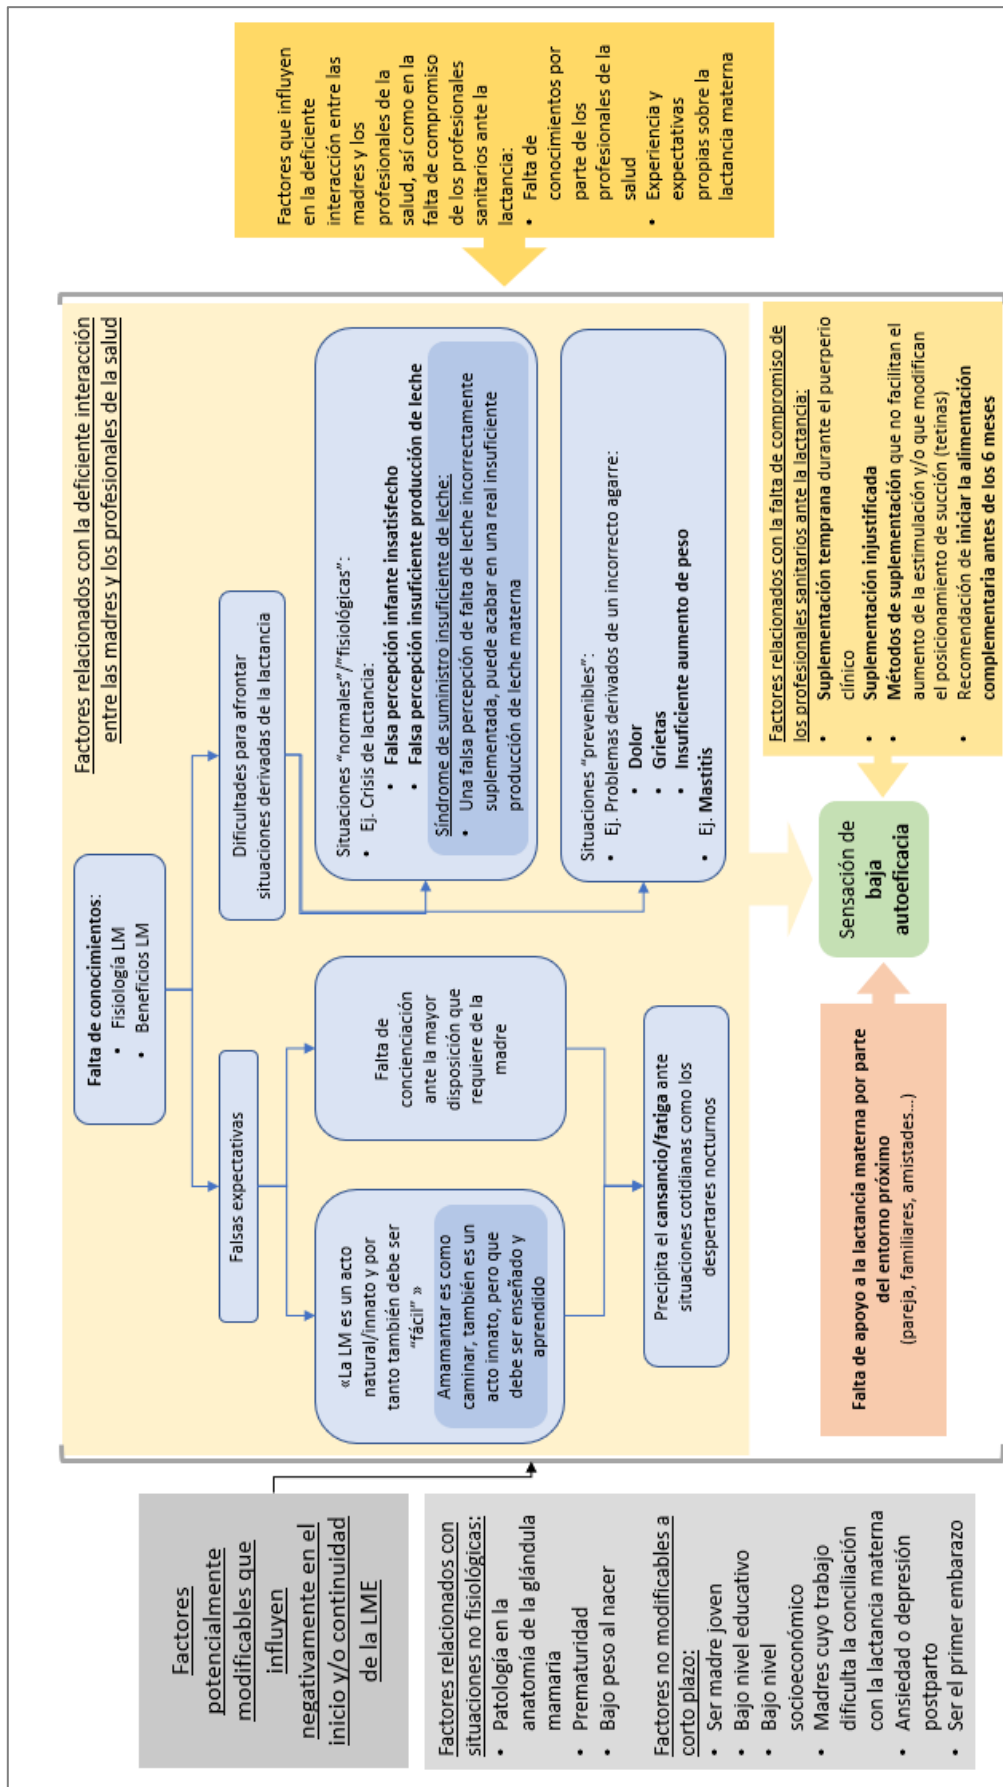 Factores
potencialmente
modificables que
influyen
negativamente en el
inicio y/o continuidad
de la LME
Factores relacionados con
situaciones no fisiológicas:
• Patología en la
anatomía de la glándula
mamaria
• Prematuridad
• Bajo peso al nacer
Factores no modificables a
corto plazo:
• Ser madre joven
• Bajo nivel educativo
• Bajo nivel
socioeconómico
• Madres cuyo trabajo
dificulta la conciliación
con la lactancia materna
• Ansiedad o depresión
postparto
• Ser el primer embarazo
Factores relacionados con la deficiente interacción
entre las madres y los profesionales de la salud
Falta de conocimientos:
• Fisiología LM
• Beneficios LM
Falsas expectativas
«La LM es un acto
natural/innato y por
tanto también debe ser
"fácil" »
Amamantar es como
caminar, también es un
acto innato, pero que
debe ser enseñado y
aprendido
Falta de
concienciación
ante la mayor
disposición que
requiere de la
madre
Precipita el cansancio/fatiga ante
situaciones cotidianas como los
despertares nocturnos
Dificultades para afrontar
situaciones derivadas de la lactancia
Situaciones "normales"/"fisiológicas":
• Ej. Crisis de lactancia:
• Falsa percepción infante insatisfecho
• Falsa percepción insuficiente producción de leche
Síndrome de suministro insuficiente de leche:
• Una falsa percepción de falta de leche incorrectamente
suplementada, puede acabar en una real insuficiente
producción de leche materna
Situaciones "prevenibles":
• Ej. Problemas derivados de un incorrecto agarre:
• Dolor
• Grietas
• Insuficiente aumento de peso
• Ej. Mastitis
Falta de apoyo a la lactancia materna por parte
del entorno próximo
(pareja, familiares, amistades...)
Sensación de
baja
autoeficacia
Factores relacionados con la falta de compromiso de
los profesionales sanitarios ante la lactancia:
• Suplementación temprana durante el puerperio
clínico
• Suplementación injustificada
• Métodos de suplementación que no facilitan el
aumento de la estimulación y/o que modifican
el posicionamiento de succión (tetinas)
• Recomendación de iniciar la alimentación
complementaria antes de los 6 meses
Factores que influyen
en la deficiente
interacción entre las
madres y los
profesionales de la
salud, así como en la
falta de compromiso
de los profesionales
sanitarios ante la
lactancia:
• Falta de
conocimientos por
parte de los
profesionales de la
salud
• Experiencia y
expectativas
propias sobre la
lactancia materna